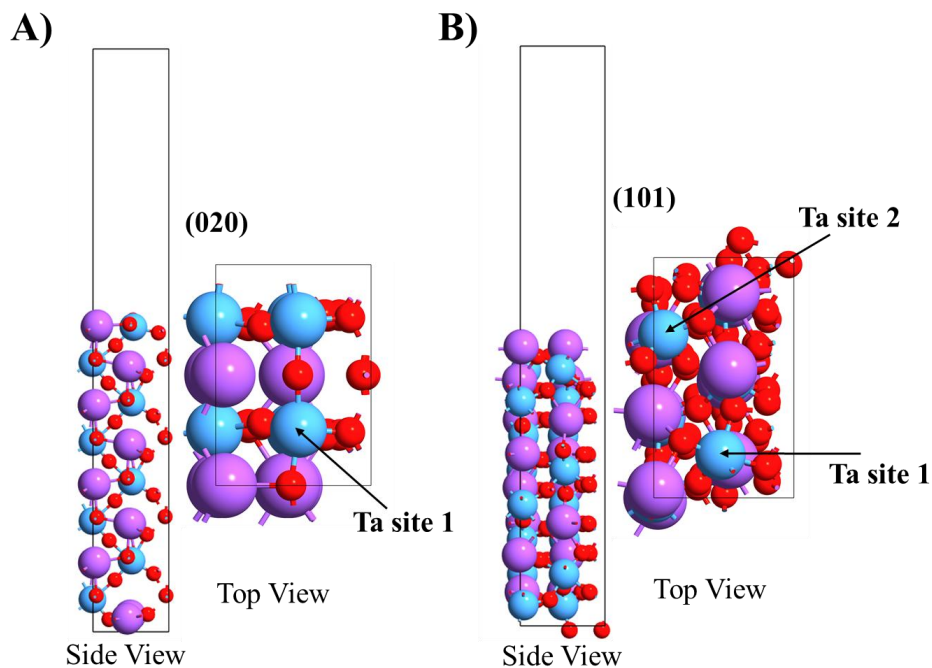 A)
B)
(020)
(101)
Ta site 2
Ta site 1
Ta site 1
Top View
Top View
Side View
Side View